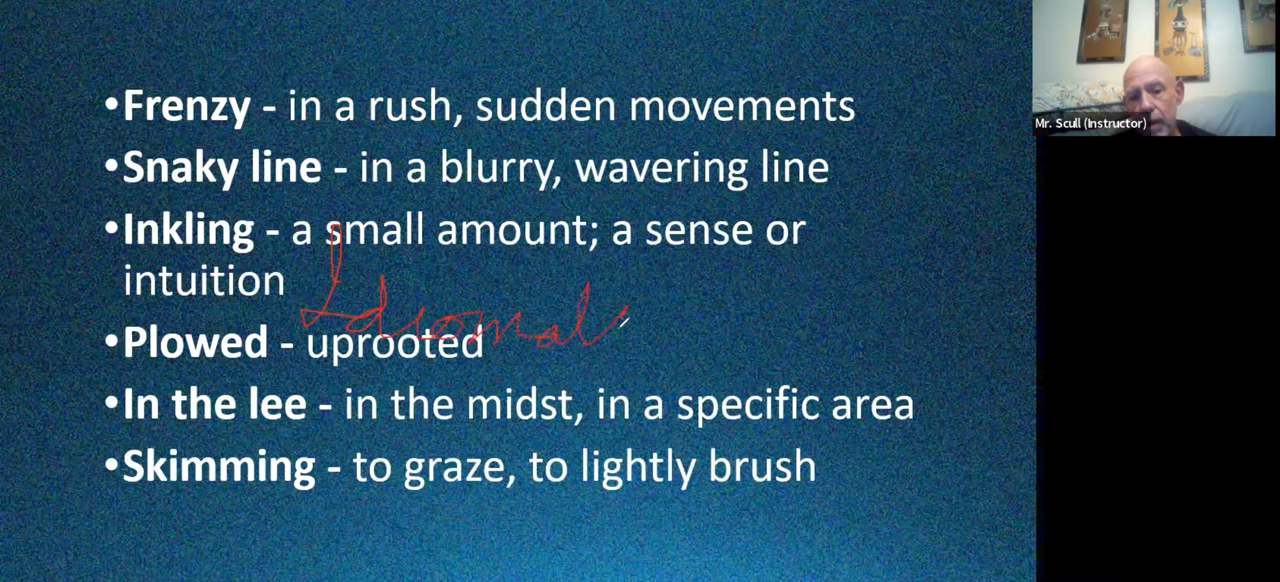 •Frenzy - in a rush, sudden movements
•Snaky line - in a blurry, wavering line
•Inkling - a small amount; a sense or
intuition
•Plowed - uprooted
•In the lee - in the midst, in a specific area
•Skimming - to graze, to lightly brush
Mr. Scull (Instructor)